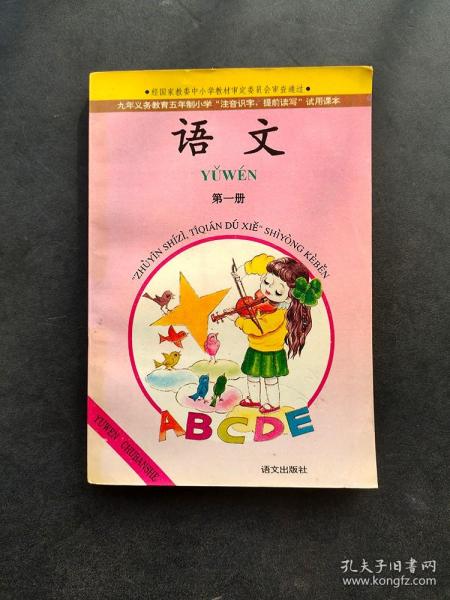 ●经国家教委中小学教材审定委员会审查通过●
九年义务教育五年制小学“注音识字，提前读写”试用课本
语文
YǓWÉN
第一册
"ZHÙYĪN SHÍZÌ, TÍQIÁN DÚ XIĚ" SHÌYÒNG KÈBĚN
ABCDE
YUWEN CHUBANSHE
语文出版社
孔夫子旧书网
www.kongfz.com